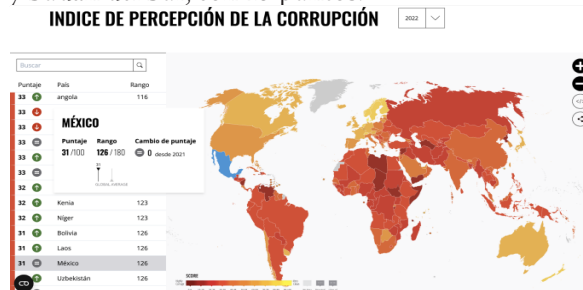 INDICE DE PERCEPCIÓN DE LA CORRUPCIÓN
2022
Buscar
Puntaje País Rango
33 angola 116
33
33
33
33
33
32
MÉXICO
Puntaje Rango Cambio de puntaje
31/100 126/180 0 desde 2021
GLOBAL AVERAGE
32 Kenia 123
32 Níger 123
31 Bolivia 126
31 Laos 126
31 México 126
Uzbekistán 126
SCORE